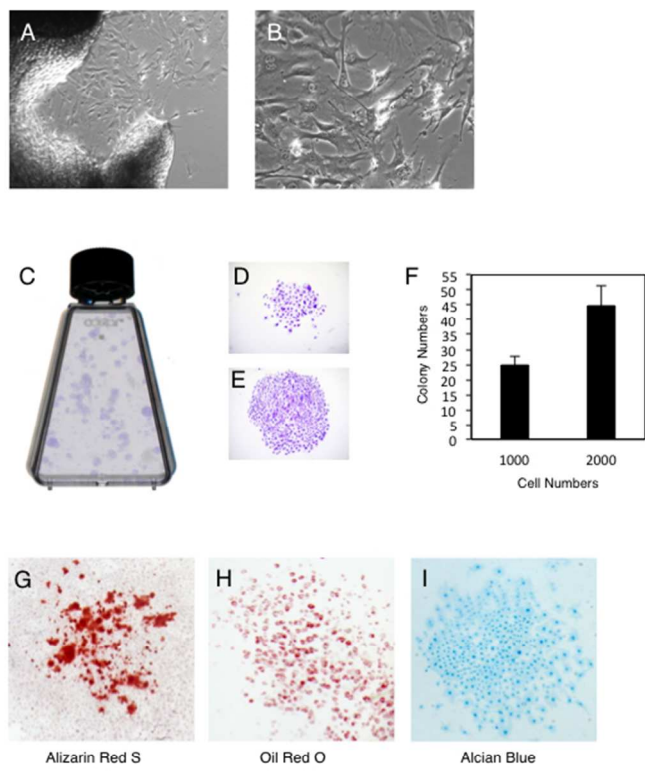 A
B
C
D
E
F
55
50
45
40
35
30
25
20
15
10
5
0
Colony Numbers
1000 2000
Cell Numbers
G
H
I
Alizarin Red S
Oil Red O
Alcian Blue